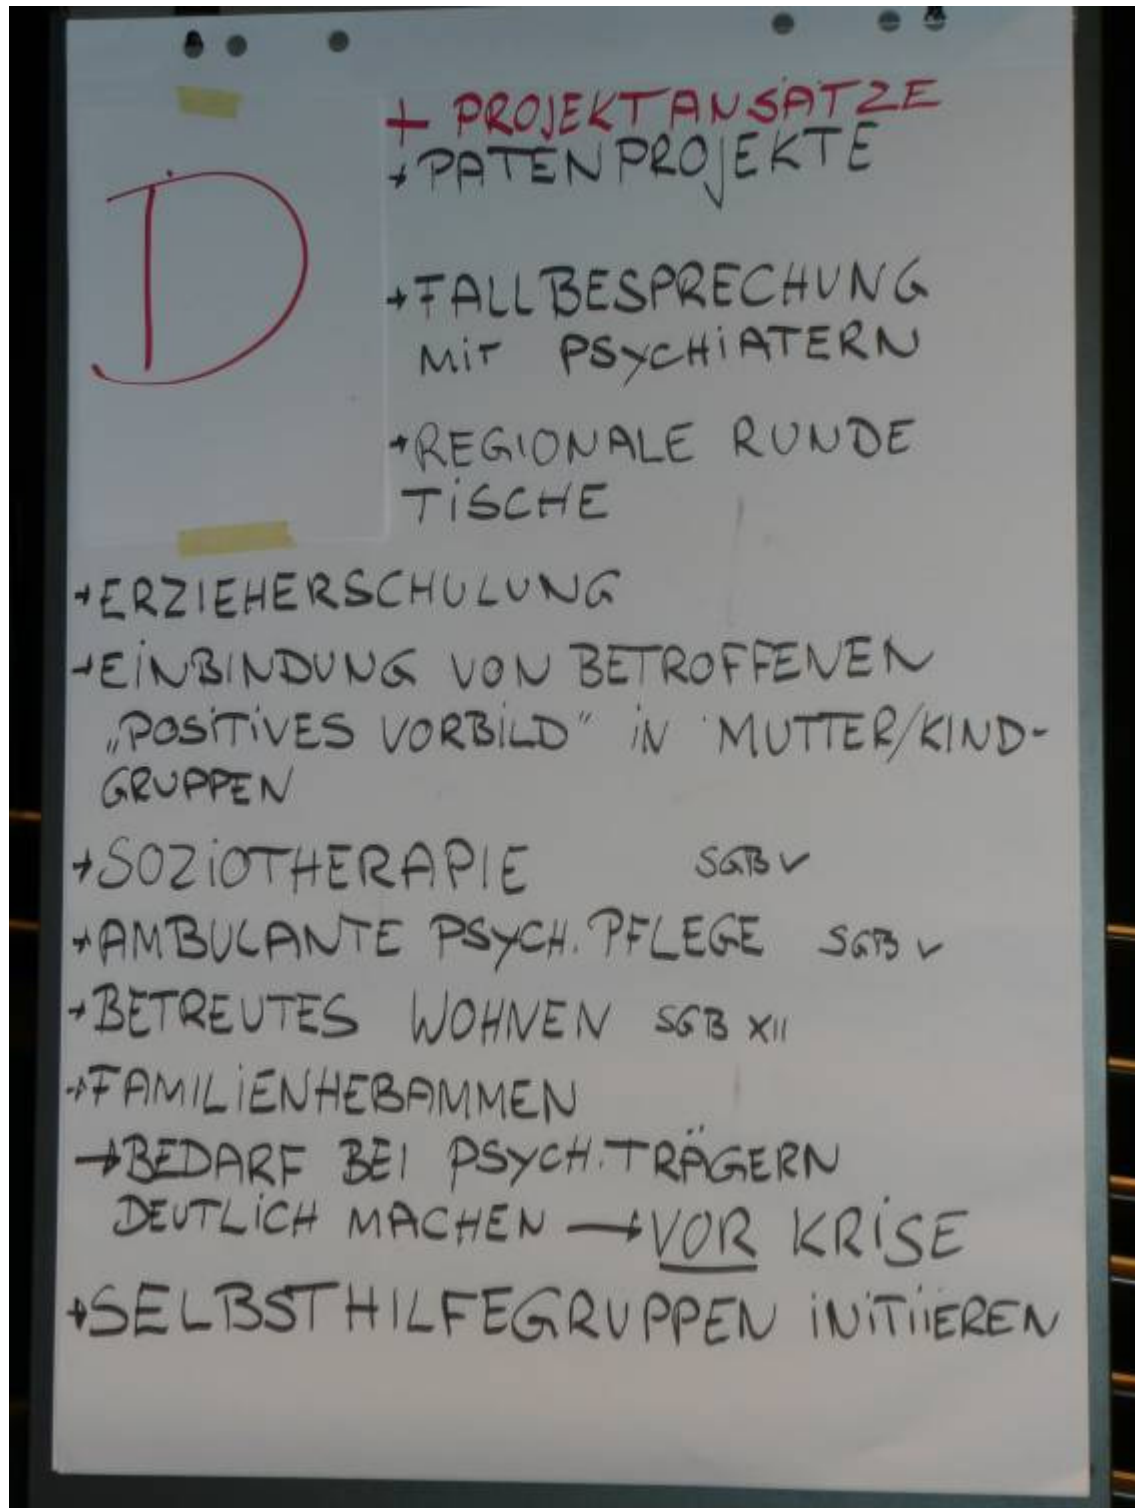 D
+ PROJEKTANSÄTZE
→ PATENPROJEKTE
→ FALLBESPRECHUNG
MIT PSYCHIATERN
→ REGIONALE RUNDE
TISCHE
→ ERZIEHERSCHULUNG
→ EINBINDUNG VON BETROFFENEN
„POSITIVES VORBILD" IN MUTTER/KIND-
GRUPPEN
→ SOZIOTHERAPIE SGB V
→ AMBULANTE PSYCH. PFLEGE SGB V
→ BETREUTES WOHNEN SGB XII
→ FAMILIENHEBAMMEN
→ BEDARF BEI PSYCH. TRÄGERN
DEUTLICH MACHEN → VOR KRISE
→ SELBSTHILFEGRUPPEN INITIIEREN